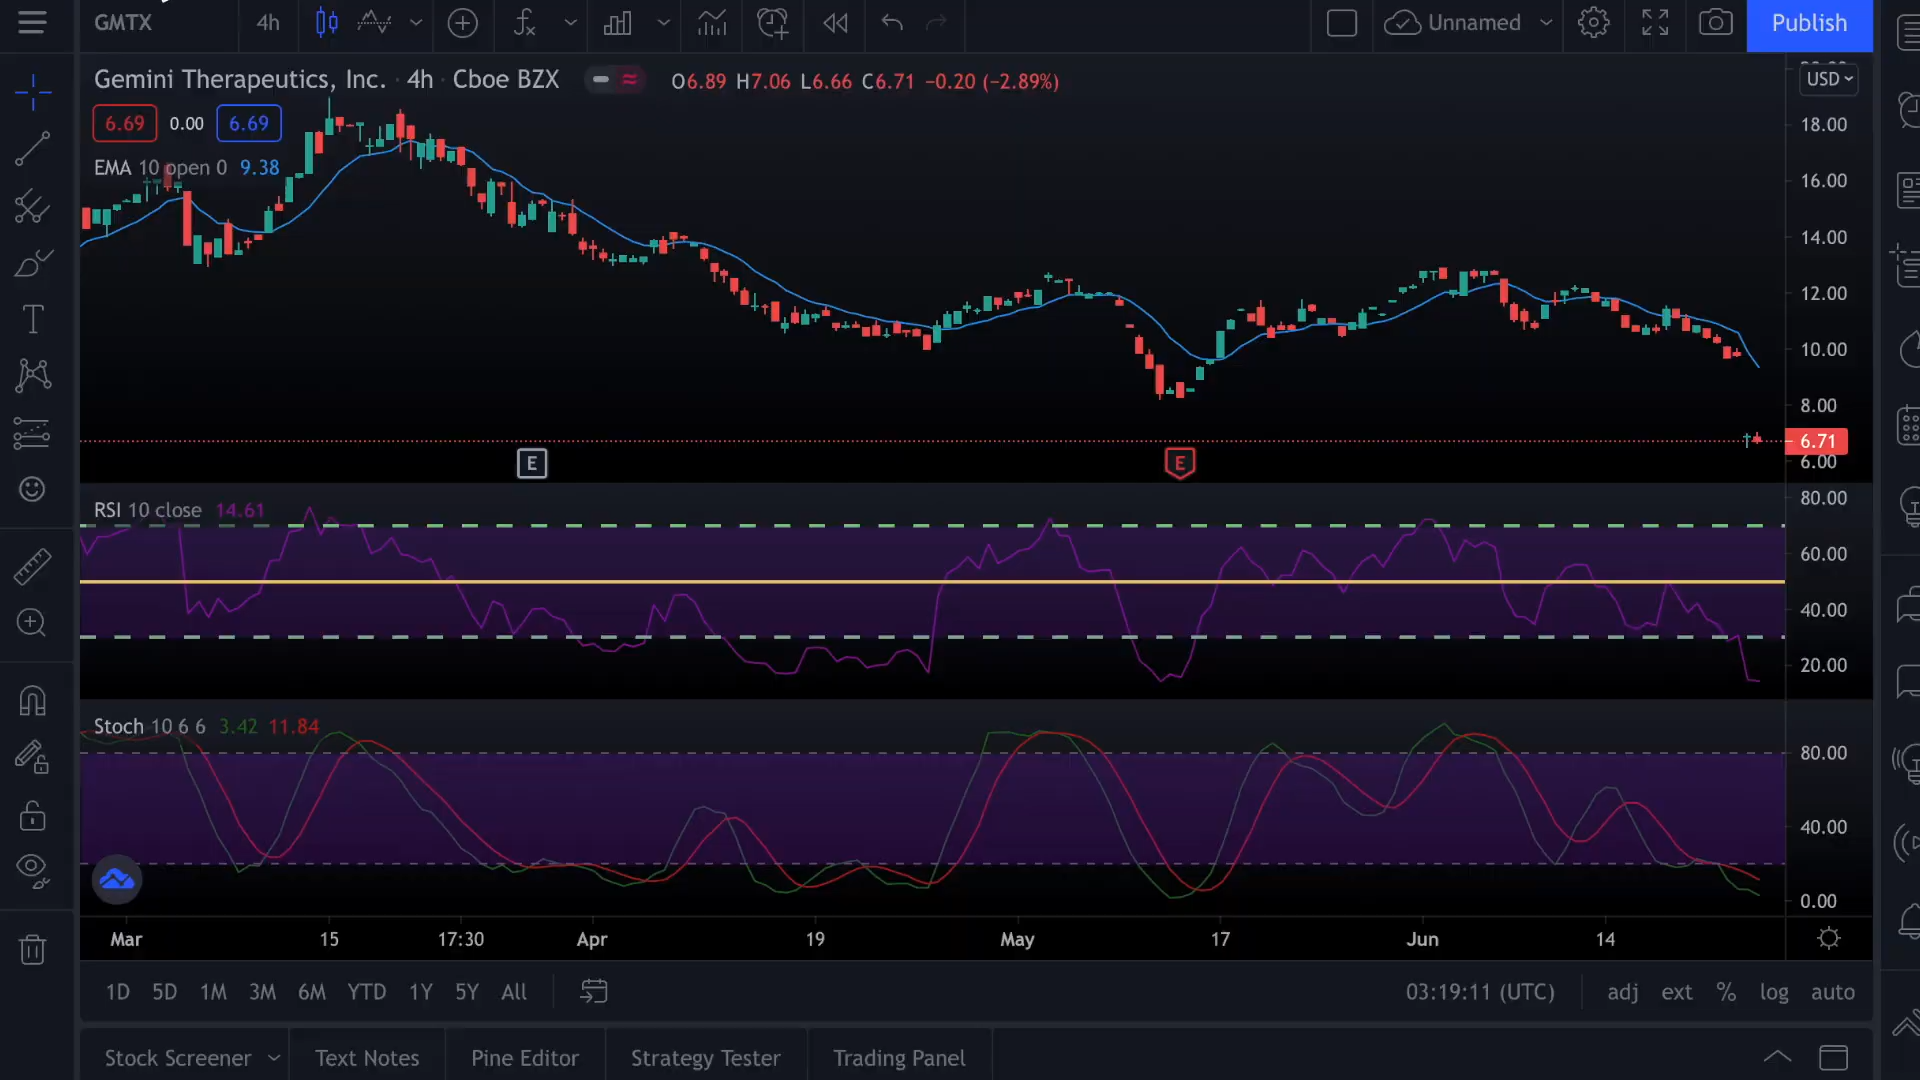 GMTX
4h
Unnamed
Publish
Gemini Therapeutics, Inc. · 4h · Cboe BZX
O6.89 H7.06 L6.66 C6.71 −0.20 (−2.89%)
USD
6.69 0.00 6.69
EMA 10 open 0 9.38
18.00
16.00
14.00
12.00
10.00
8.00
6.71
6.00
E
E
RSI 10 close 14.61
80.00
60.00
40.00
20.00
Stoch 10 6 6 3.42 11.84
80.00
40.00
0.00
Mar 15 17:30 Apr 19 May 17 Jun 14
1D 5D 1M 3M 6M YTD 1Y 5Y All
03:19:11 (UTC) adj ext % log auto
Stock Screener Text Notes Pine Editor Strategy Tester Trading Panel